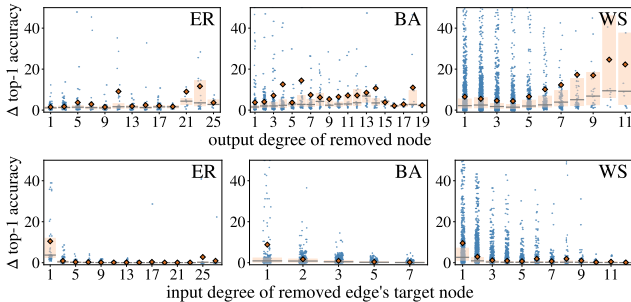 ER BA WS
Δ top-1 accuracy
40
20
0
1 5 9 13 17 21 25
1 3 5 7 9 11 13 15 17 19
1 3 5 7 9 11
output degree of removed node
ER BA WS
Δ top-1 accuracy
40
20
0
1 5 9 13 17 21 25
1 2 3 5 7
1 3 5 7 9 11
input degree of removed edge's target node